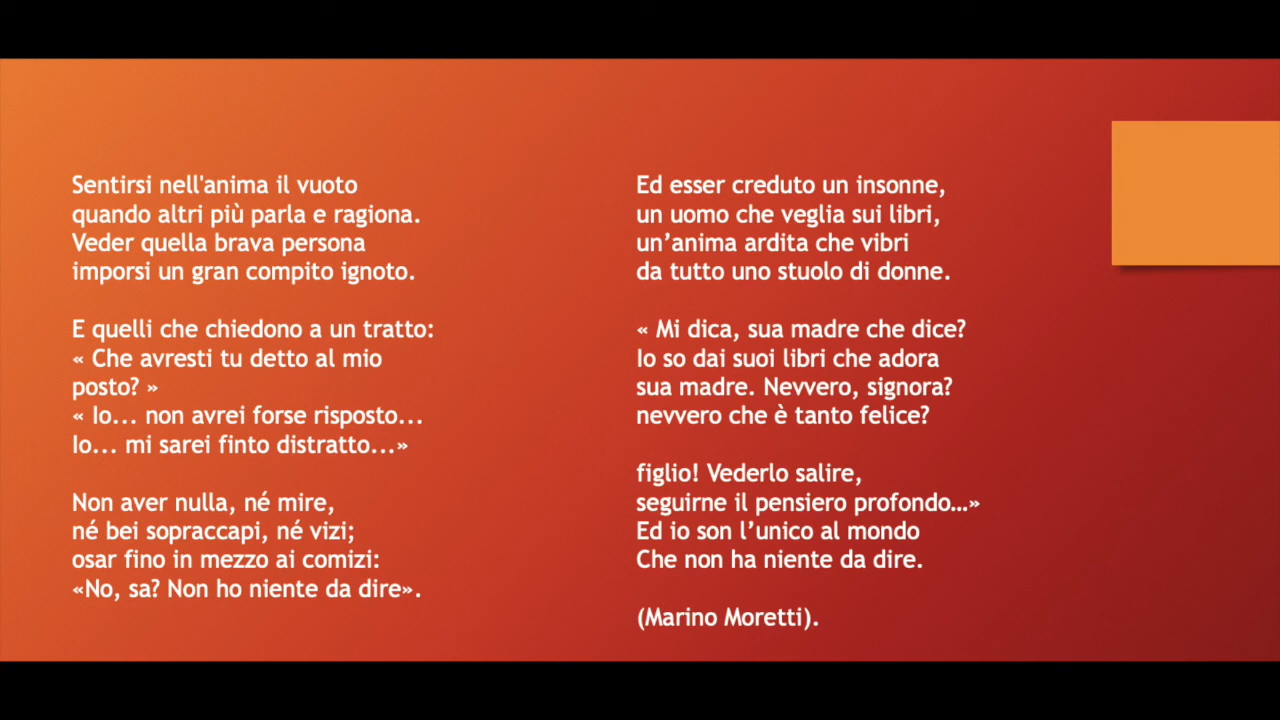 Sentirsi nell'anima il vuoto
quando altri più parla e ragiona.
Veder quella brava persona
imporsi un gran compito ignoto.
E quelli che chiedono a un tratto:
« Che avresti tu detto al mio
posto? »
« Io... non avrei forse risposto...
Io... mi sarei finto distratto...»
Non aver nulla, né mire,
né bei sopraccapi, né vizi;
osar fino in mezzo ai comizi:
«No, sa? Non ho niente da dire».
Ed esser creduto un insonne,
un uomo che veglia sui libri,
un’anima ardita che vibri
da tutto uno stuolo di donne.
« Mi dica, sua madre che dice?
Io so dai suoi libri che adora
sua madre. Nevvero, signora?
nevvero che è tanto felice?
figlio! Vederlo salire,
seguirne il pensiero profondo…»
Ed io son l’unico al mondo
Che non ha niente da dire.
(Marino Moretti).